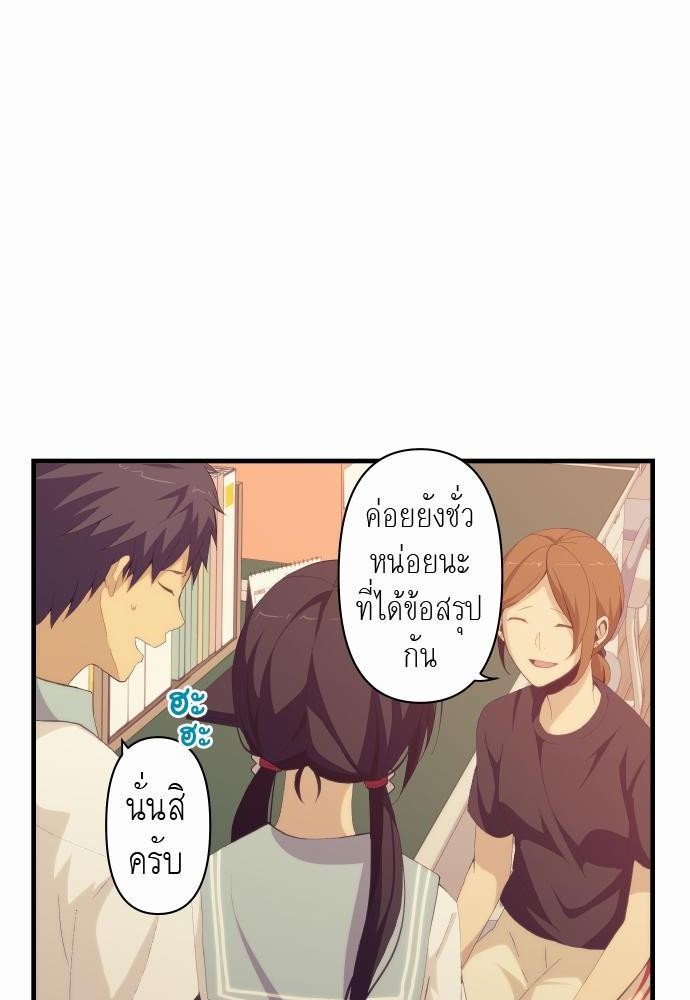 ค่อยยังชั่ว
หน่อยนะ
ที่ได้ข้อสรุป
กัน
ฮะ
ฮะ
นั่นสิ
ครับ